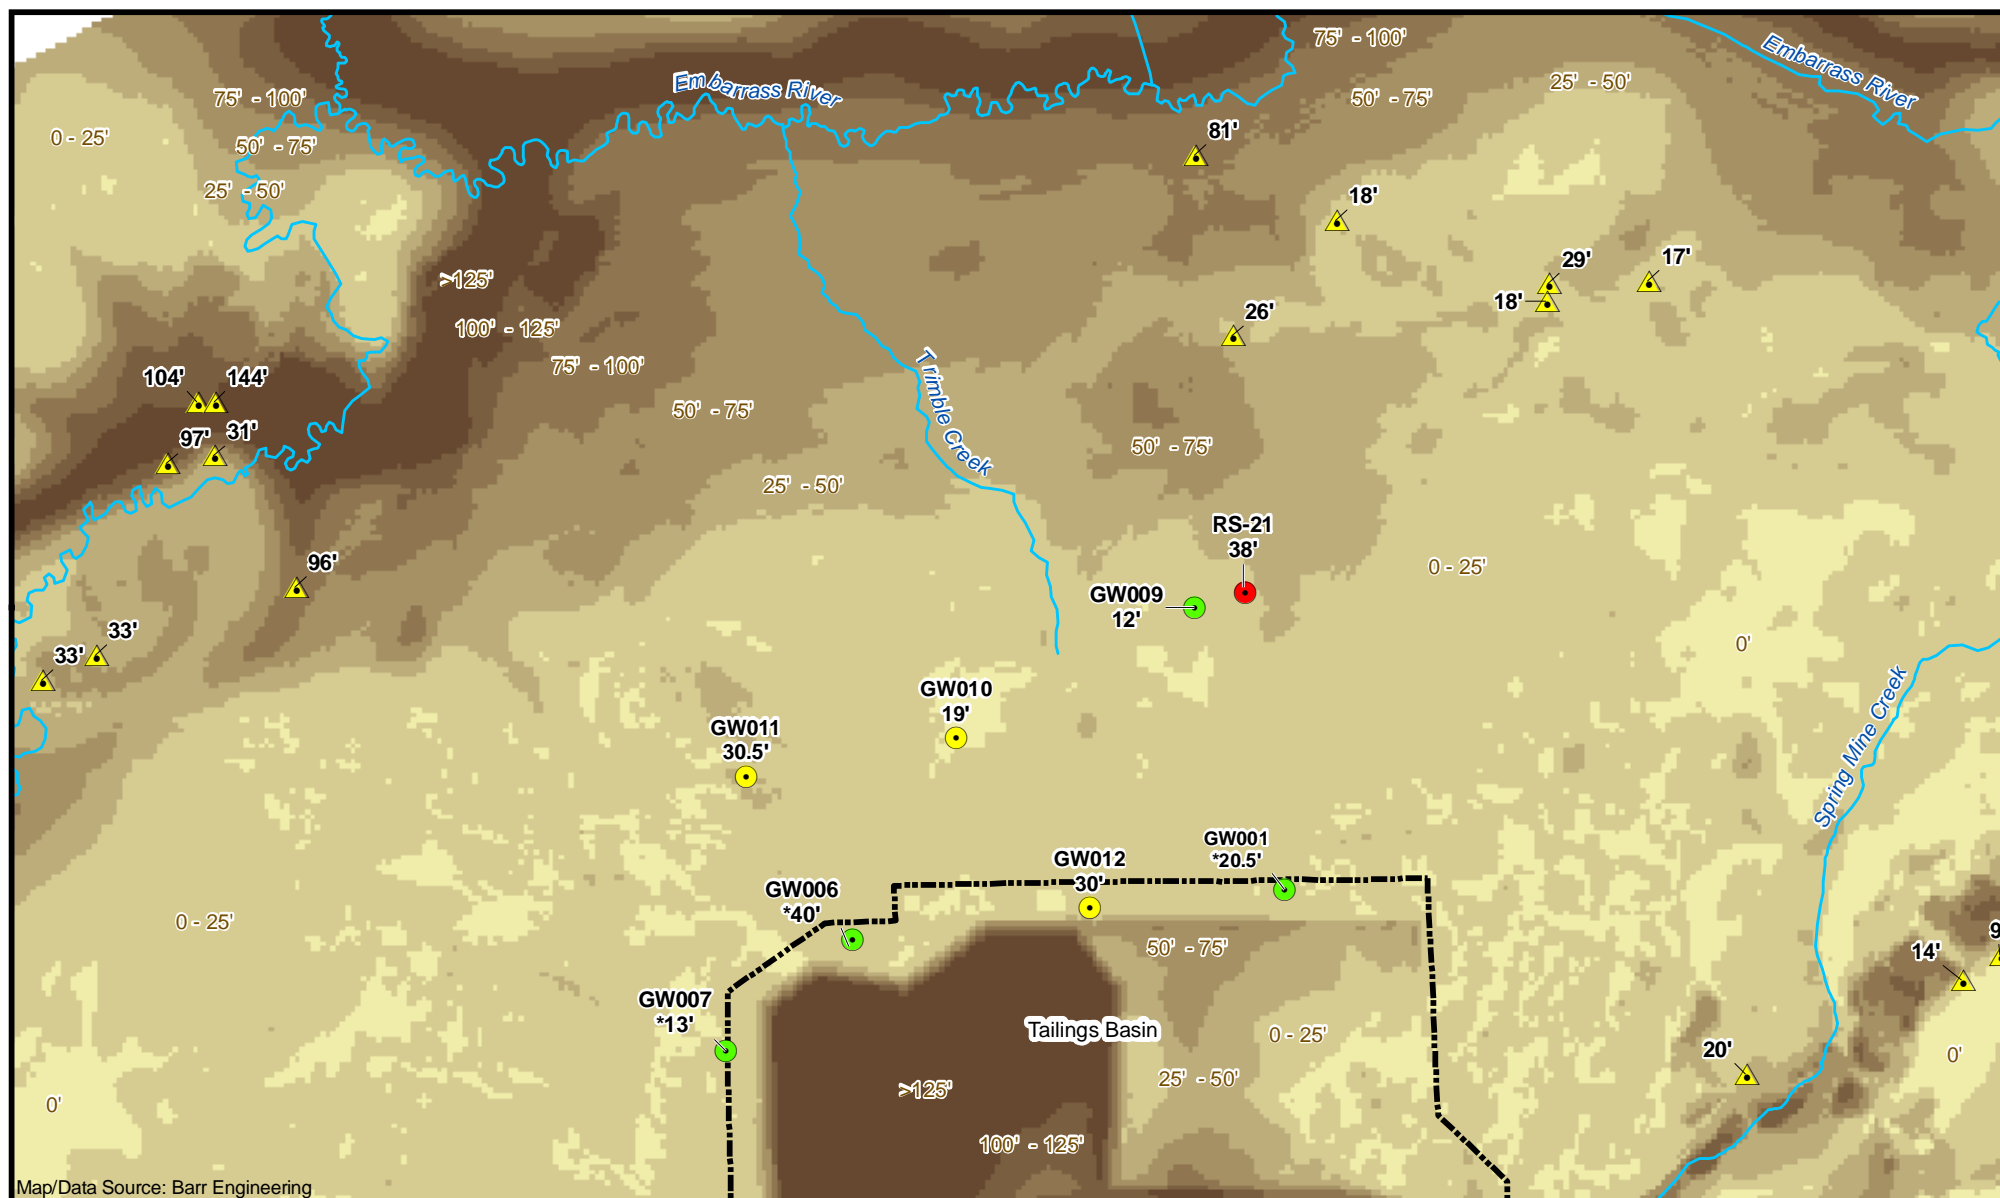 75' - 100'
Embarrass River
25' - 50'
Embarrass River
75' - 100'
50' - 75'
0 - 25'
81'
50' - 75'
25' - 50'
18'
29'
17'
>125'
18'
26'
100' - 125'
75' - 100'
Trimble Creek
104'
144'
50' - 75'
31'
97'
50' - 75'
25' - 50'
RS-21
38'
96'
0 - 25'
GW009
12'
33'
0'
33'
GW010
19'
GW011
30.5'
Spring Mine Creek
GW001
*20.5'
GW012
30'
GW006
*40'
0 - 25'
50' - 75'
14'
GW007
*13'
Tailings Basin
0 - 25'
20'
0'
25' - 50'
>125'
0'
100' - 125'
Map/Data Source: Barr Engineering